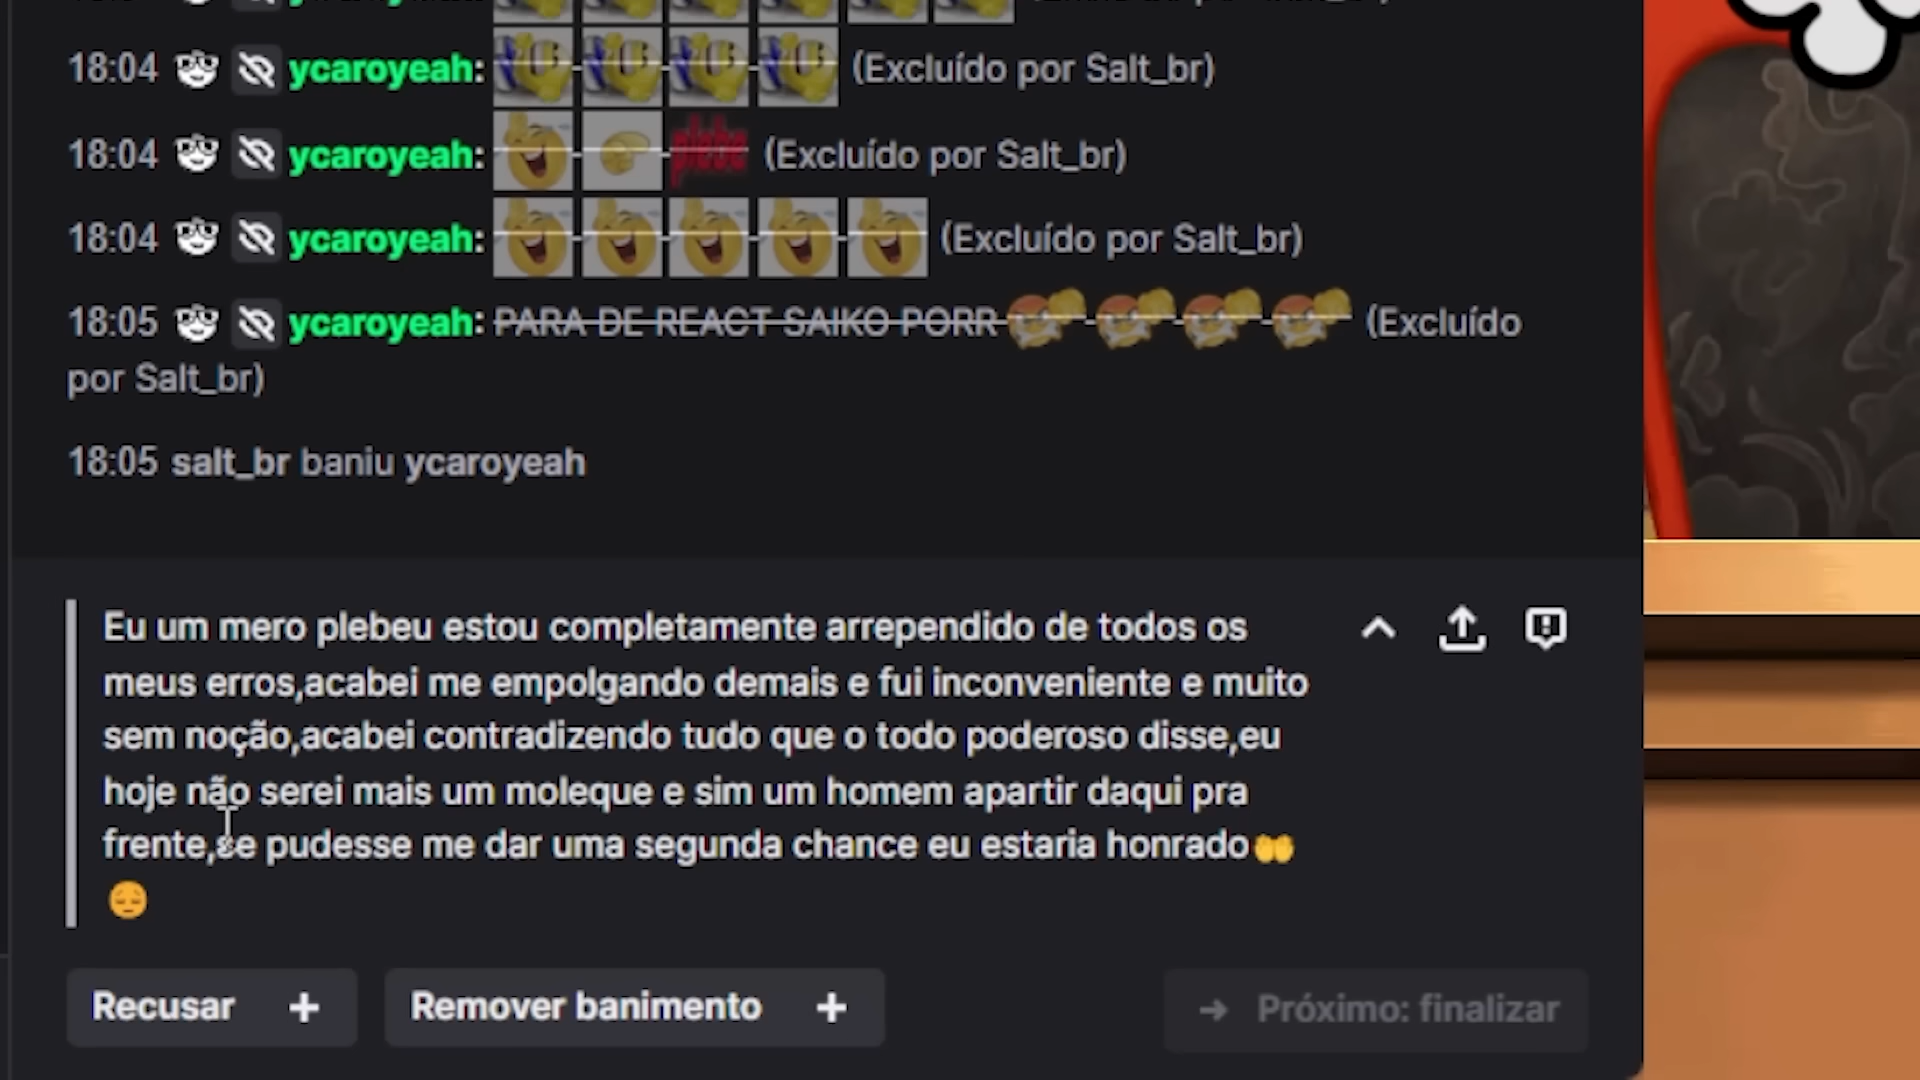 18:04 ycaroyeah: (Excluído por Salt_br)
18:04 ycaroyeah: plebe (Excluído por Salt_br)
18:04 ycaroyeah: (Excluído por Salt_br)
18:05 ycaroyeah: PARA DE REACT SAIKO PORR (Excluído
por Salt_br)
18:05 salt_br baniu ycaroyeah
Eu um mero plebeu estou completamente arrependido de todos os
meus erros,acabei me empolgando demais e fui inconveniente e muito
sem noção,acabei contradizendo tudo que o todo poderoso disse,eu
hoje não serei mais um moleque e sim um homem apartir daqui pra
frente,se pudesse me dar uma segunda chance eu estaria honrado🤲
😔
Recusar +
Remover banimento +
→ Próximo: finalizar